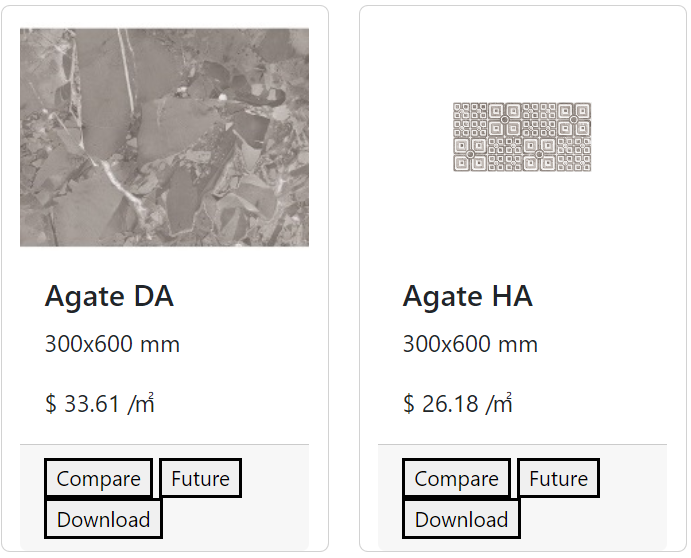 Agate DA
300x600 mm
$ 33.61 /㎡
Compare
Future
Download
Agate HA
300x600 mm
$ 26.18 /㎡
Compare
Future
Download